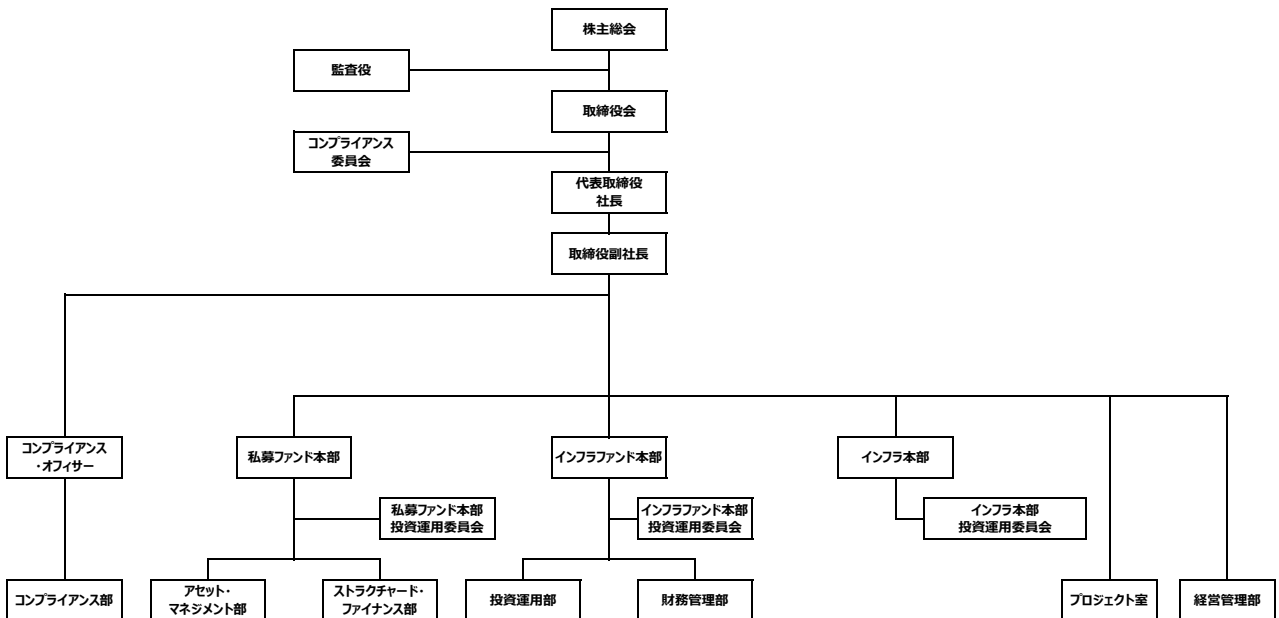 株主総会
監査役
取締役会
コンプライアンス
委員会
代表取締役
社長
取締役副社長
コンプライアンス
・オフィサー
私募ファンド本部
インフラファンド本部
インフラ本部
私募ファンド本部
投資運用委員会
インフラファンド本部
投資運用委員会
インフラ本部
投資運用委員会
コンプライアンス部
アセット・
マネジメント部
ストラクチャード・
ファイナンス部
投資運用部
財務管理部
プロジェクト室
経営管理部